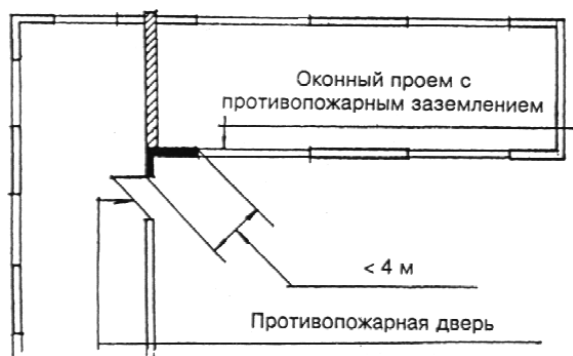 Оконный проем с
противопожарным заземлением
< 4 м
Противопожарная дверь